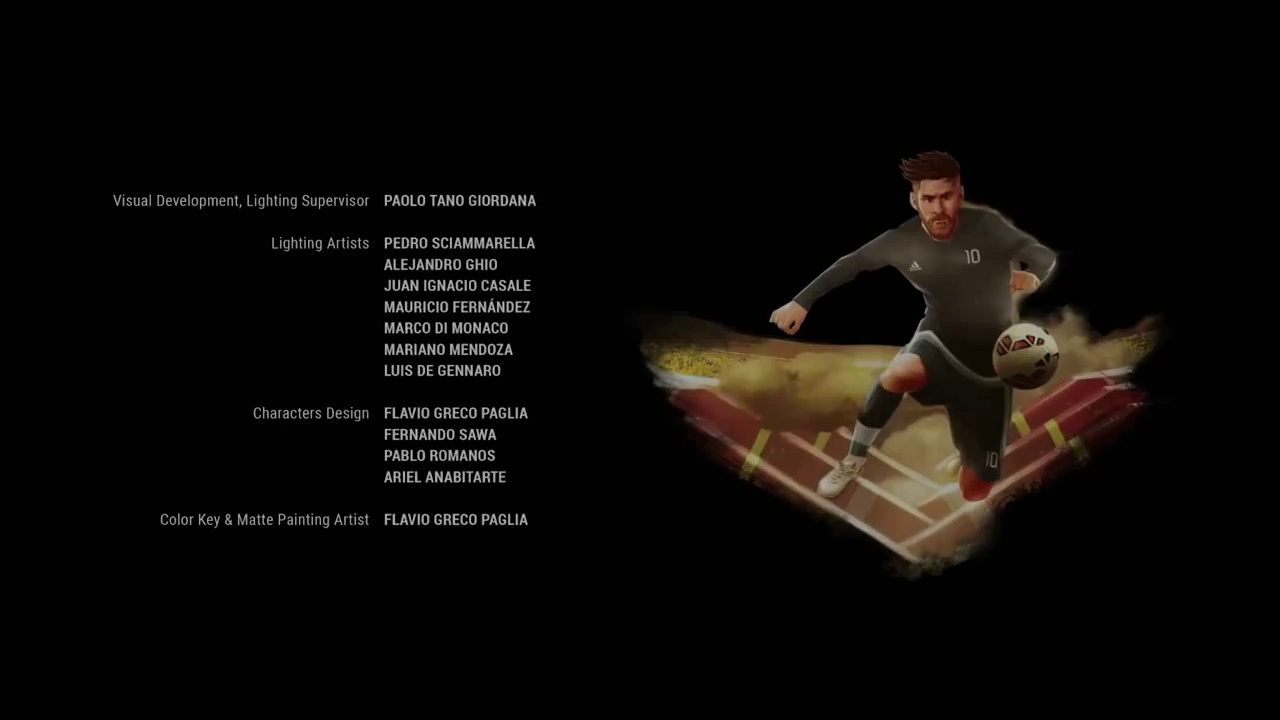 Visual Development, Lighting Supervisor PAOLO TANO GIORDANA
Lighting Artists PEDRO SCIAMMARELLA
ALEJANDRO GHIO
JUAN IGNACIO CASALE
MAURICIO FERNÁNDEZ
MARCO DI MONACO
MARIANO MENDOZA
LUIS DE GENNARO
Characters Design FLAVIO GRECO PAGLIA
FERNANDO SAWA
PABLO ROMANOS
ARIEL ANABITARTE
Color Key & Matte Painting Artist FLAVIO GRECO PAGLIA
10
10